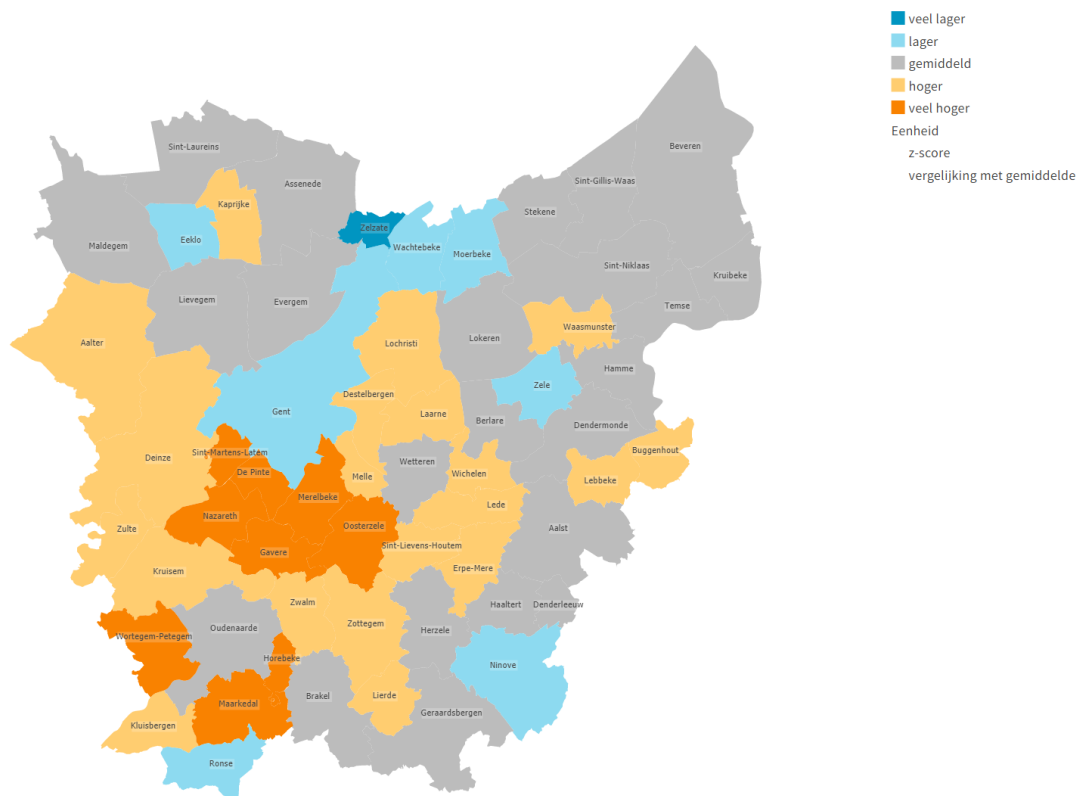 veel lager
lager
gemiddeld
hoger
veel hoger
Eenheid
z-score
vergelijking met gemiddelde
Beveren
Sint-Laureins
Sint-Gillis-Waas
Assenede
Kaprijke
Stekene
Zelzate
Eeklo
Maldegem
Wachtebeke
Moerbeke
Sint-Niklaas
Kruibeke
Lievegem
Evergem
Temse
Waasmunster
Aalter
Lochristi
Lokeren
Hamme
Zele
Destelbergen
Gent
Laarne
Berlare
Dendermonde
Sint-Martens-Latem
Buggenhout
Deinze
Wetteren
De Pinte
Melle
Wichelen
Lebbeke
Merelbeke
Lede
Nazareth
Zulte
Oosterzele
Aalst
Sint-Lievens-Houtem
Gavere
Kruisem
Erpe-Mere
Zwalm
Haaltert
Denderleeuw
Zottegem
Oudenaarde
Herzele
Wortegem-Petegem
Horebeke
Ninove
Brakel
Lierde
Maarkedal
Geraardsbergen
Kluisbergen
Ronse